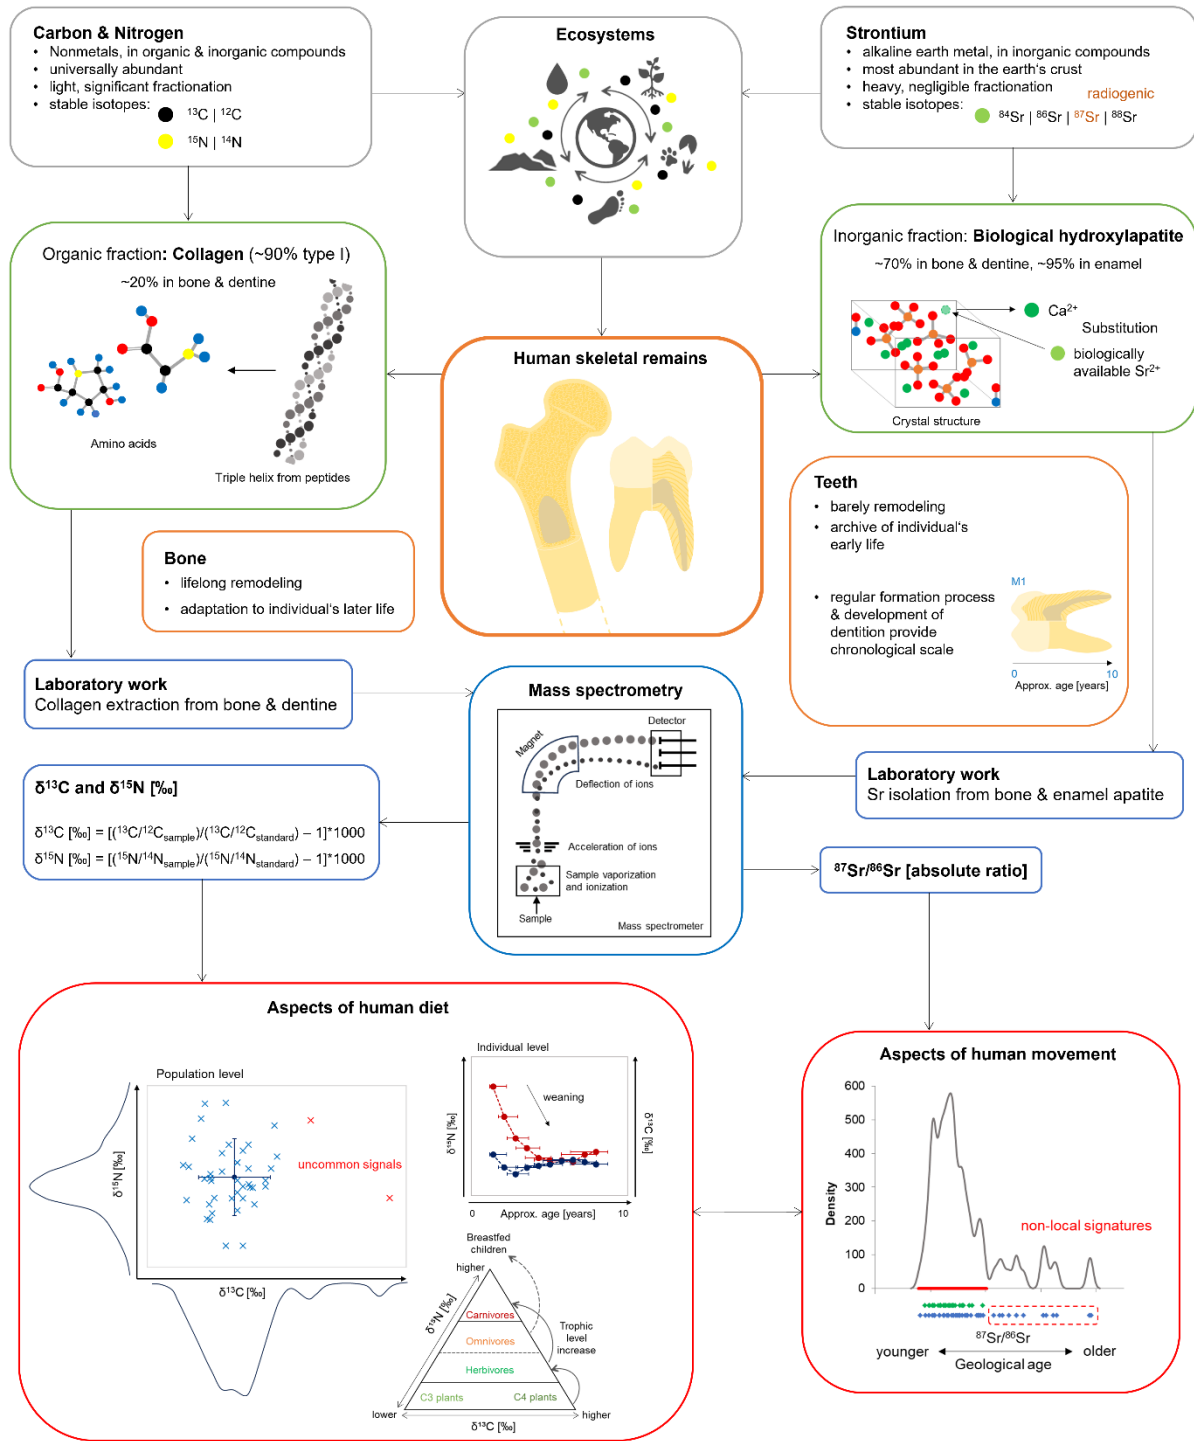 Carbon & Nitrogen
• Nonmetals, in organic & inorganic compounds
• universally abundant
• light, significant fractionation
• stable isotopes:
¹³C | ¹²C
¹⁵N | ¹⁴N
Ecosystems
Strontium
• alkaline earth metal, in inorganic compounds
• most abundant in the earth's crust
• heavy, negligible fractionation
radiogenic
• stable isotopes:
⁸⁴Sr | ⁸⁶Sr | ⁸⁷Sr | ⁸⁸Sr
Organic fraction: Collagen (~90% type I)
~20% in bone & dentine
Amino acids
Triple helix from peptides
Human skeletal remains
Inorganic fraction: Biological hydroxylapatite
~70% in bone & dentine, ~95% in enamel
Ca²⁺
Substitution
biologically
available Sr²⁺
Crystal structure
Bone
• lifelong remodeling
• adaptation to individual's later life
Teeth
• barely remodeling
• archive of individual's
early life
• regular formation process
& development of
dentition provide
chronological scale
M1
0 10
Approx. age [years]
Laboratory work
Collagen extraction from bone & dentine
Mass spectrometry
Detector
Magnet
Deflection of ions
Acceleration of ions
Sample vaporization
and ionization
Sample
Mass spectrometer
Laboratory work
Sr isolation from bone & enamel apatite
δ¹³C and δ¹⁵N [‰]
δ¹³C [‰] = [(¹³C/¹²Csample)/(¹³C/¹²Cstandard) – 1]*1000
δ¹⁵N [‰] = [(¹⁵N/¹⁴Nsample)/(¹⁵N/¹⁴Nstandard) – 1]*1000
⁸⁷Sr/⁸⁶Sr [absolute ratio]
Aspects of human diet
Population level
δ¹⁵N [‰]
uncommon signals
δ¹³C [‰]
Individual level
weaning
δ¹⁵N [‰]
δ¹³C [‰]
0 Approx. age [years] 10
Breastfed
children
higher
δ¹⁵N [‰]
Carnivores
Omnivores
Herbivores
C3 plants C4 plants
Trophic
level
increase
lower higher
δ¹³C [‰]
Aspects of human movement
600
500
400
300
200
100
0
Density
non-local signatures
⁸⁷Sr/⁸⁶Sr
younger older
Geological age